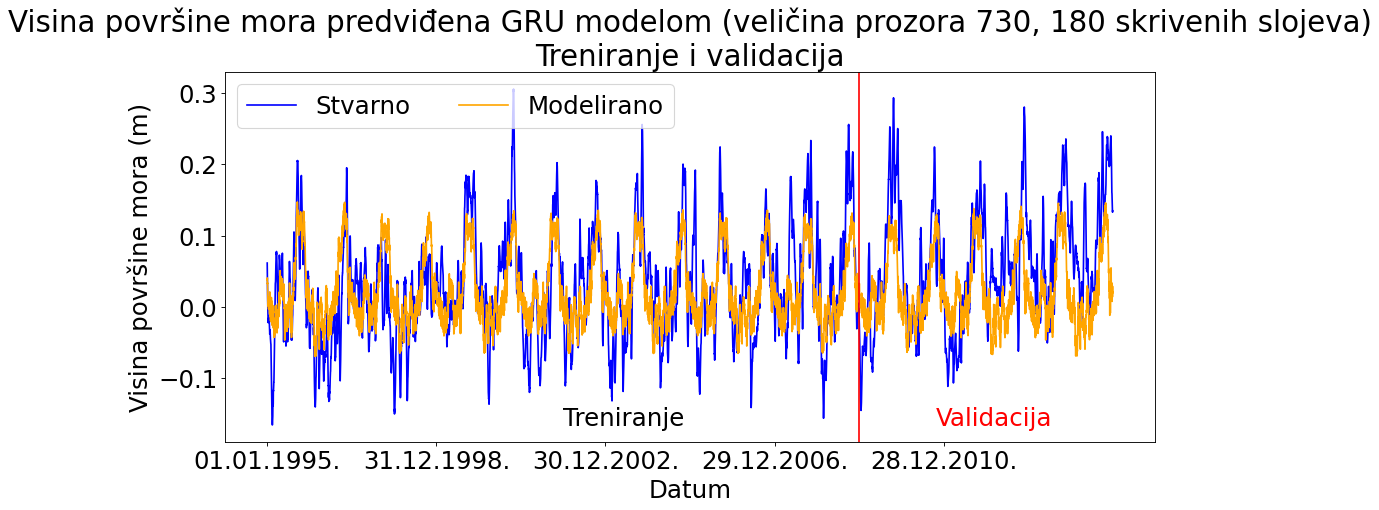 Visina površine mora predviđena GRU modelom (veličina prozora 730, 180 skrivenih slojeva)
Treniranje i validacija
Stvarno
Modelirano
Visina površine mora (m)
0.3
0.2
0.1
0.0
−0.1
Treniranje
Validacija
01.01.1995.
31.12.1998.
30.12.2002.
29.12.2006.
28.12.2010.
Datum